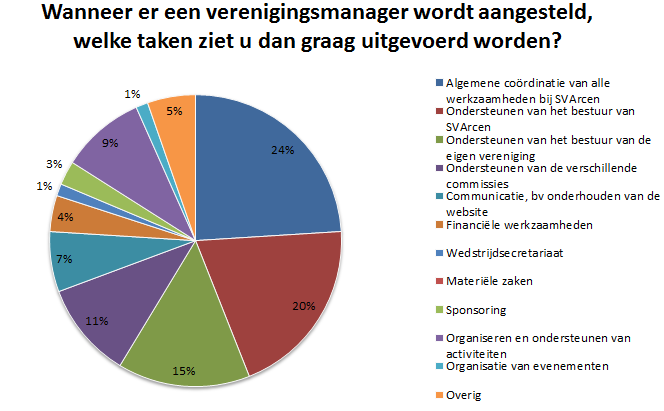 Wanneer er een verenigingsmanager wordt aangesteld,
welke taken ziet u dan graag uitgevoerd worden?
1%
5%
9%
24%
3%
1%
4%
7%
20%
11%
15%
Algemene coördinatie van alle
werkzaamheden bij SVArcen
Ondersteunen van het bestuur van
SVArcen
Ondersteunen van het bestuur van de
eigen vereniging
Ondersteunen van de verschillende
commissies
Communicatie, bv onderhouden van de
website
Financiële werkzaamheden
Wedstrijdsecretariaat
Materiële zaken
Sponsoring
Organiseren en ondersteunen van
activiteiten
Organisatie van evenementen
Overig